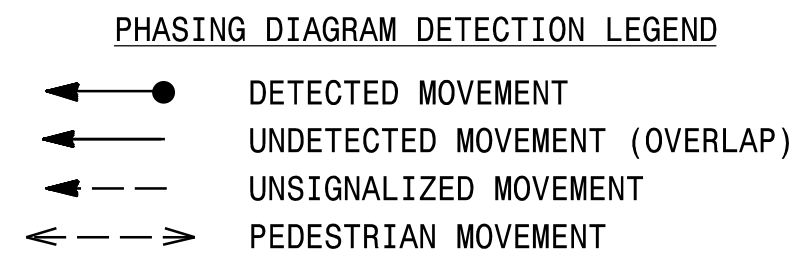 PHASING DIAGRAM DETECTION LEGEND
DETECTED MOVEMENT
UNDETECTED MOVEMENT (OVERLAP)
UNSIGNALIZED MOVEMENT
PEDESTRIAN MOVEMENT